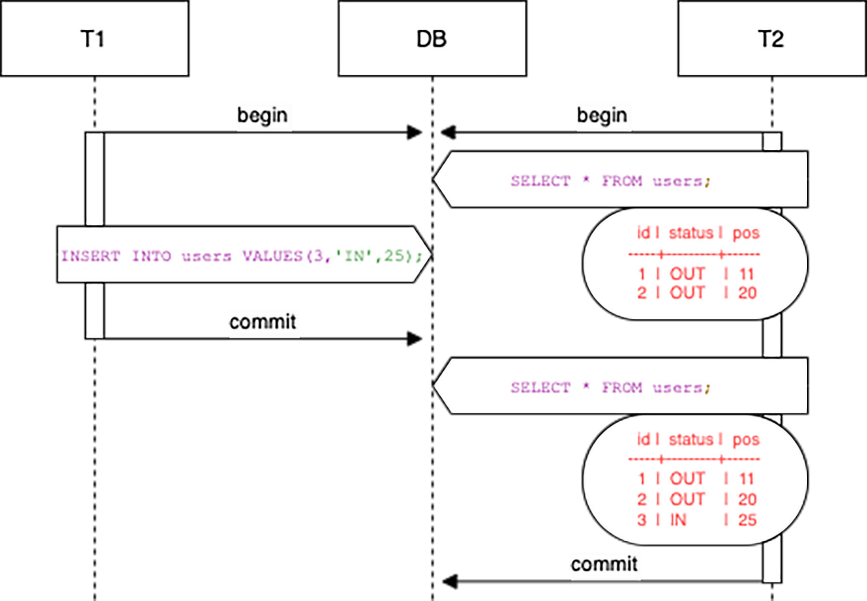 T1
DB
T2
begin
begin
SELECT * FROM users;
id | status | pos
-----+----------+------
1 | OUT | 11
2 | OUT | 20
INSERT INTO users VALUES(3,'IN',25);
commit
SELECT * FROM users;
id | status | pos
-----+----------+------
1 | OUT | 11
2 | OUT | 20
3 | IN | 25
commit